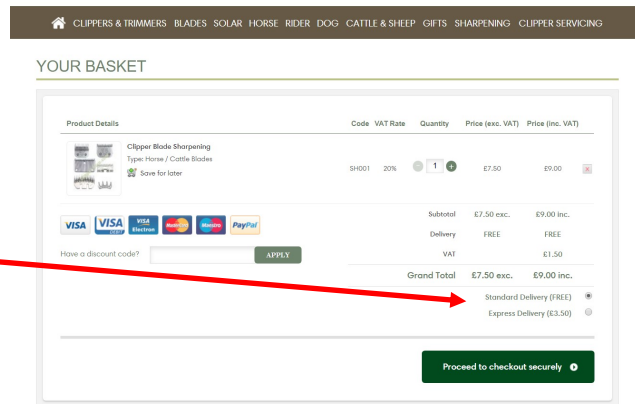 CLIPPERS & TRIMMERS BLADES SOLAR HORSE RIDER DOG CATTLE & SHEEP GIFTS SHARPENING CLIPPER SERVICING
YOUR BASKET
Product Details Code VAT Rate Quantity Price (exc. VAT) Price (inc. VAT)
Clipper Blade Sharpening
Type: Horse / Cattle Blades
Save for later
SH001 20% 1 £7.50 £9.00 x
Subtotal £7.50 exc. £9.00 inc.
VISA VISA DEBIT VISA Electron MasterCard Maestro PayPal
Delivery FREE FREE
Have a discount code? APPLY VAT £1.50
Grand Total £7.50 exc. £9.00 inc.
Standard Delivery (FREE)
Express Delivery (£3.50)
Proceed to checkout securely